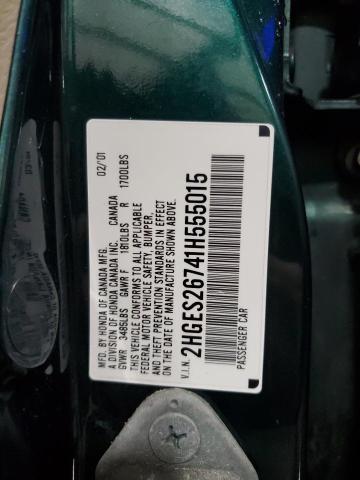 MFD. BY HONDA OF CANADA MFG.
A DIVISION OF HONDA CANADA INC. CANADA 02/'01
GVWR 3485LBS GAWR F 1810LBS R 1700LBS
THIS VEHICLE CONFORMS TO ALL APPLICABLE
FEDERAL MOTOR VEHICLE SAFETY, BUMPER,
AND THEFT PREVENTION STANDARDS IN EFFECT
ON THE DATE OF MANUFACTURE SHOWN ABOVE.
V.I.N. 2HGES26741H555015
PASSENGER CAR